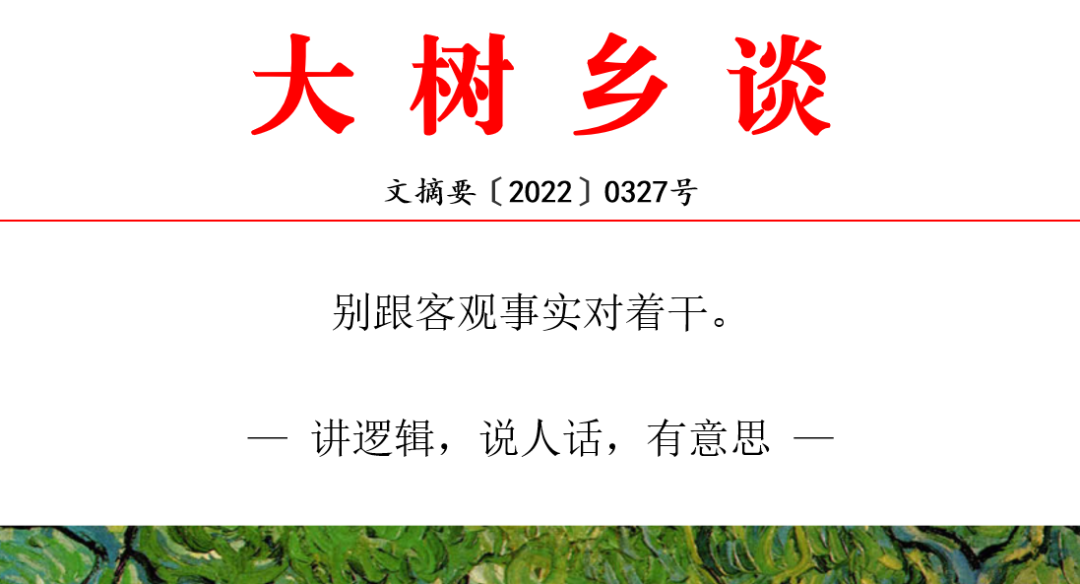 大树乡谈
文摘要〔2022〕0327号
别跟客观事实对着干。
— 讲逻辑，说人话，有意思 —